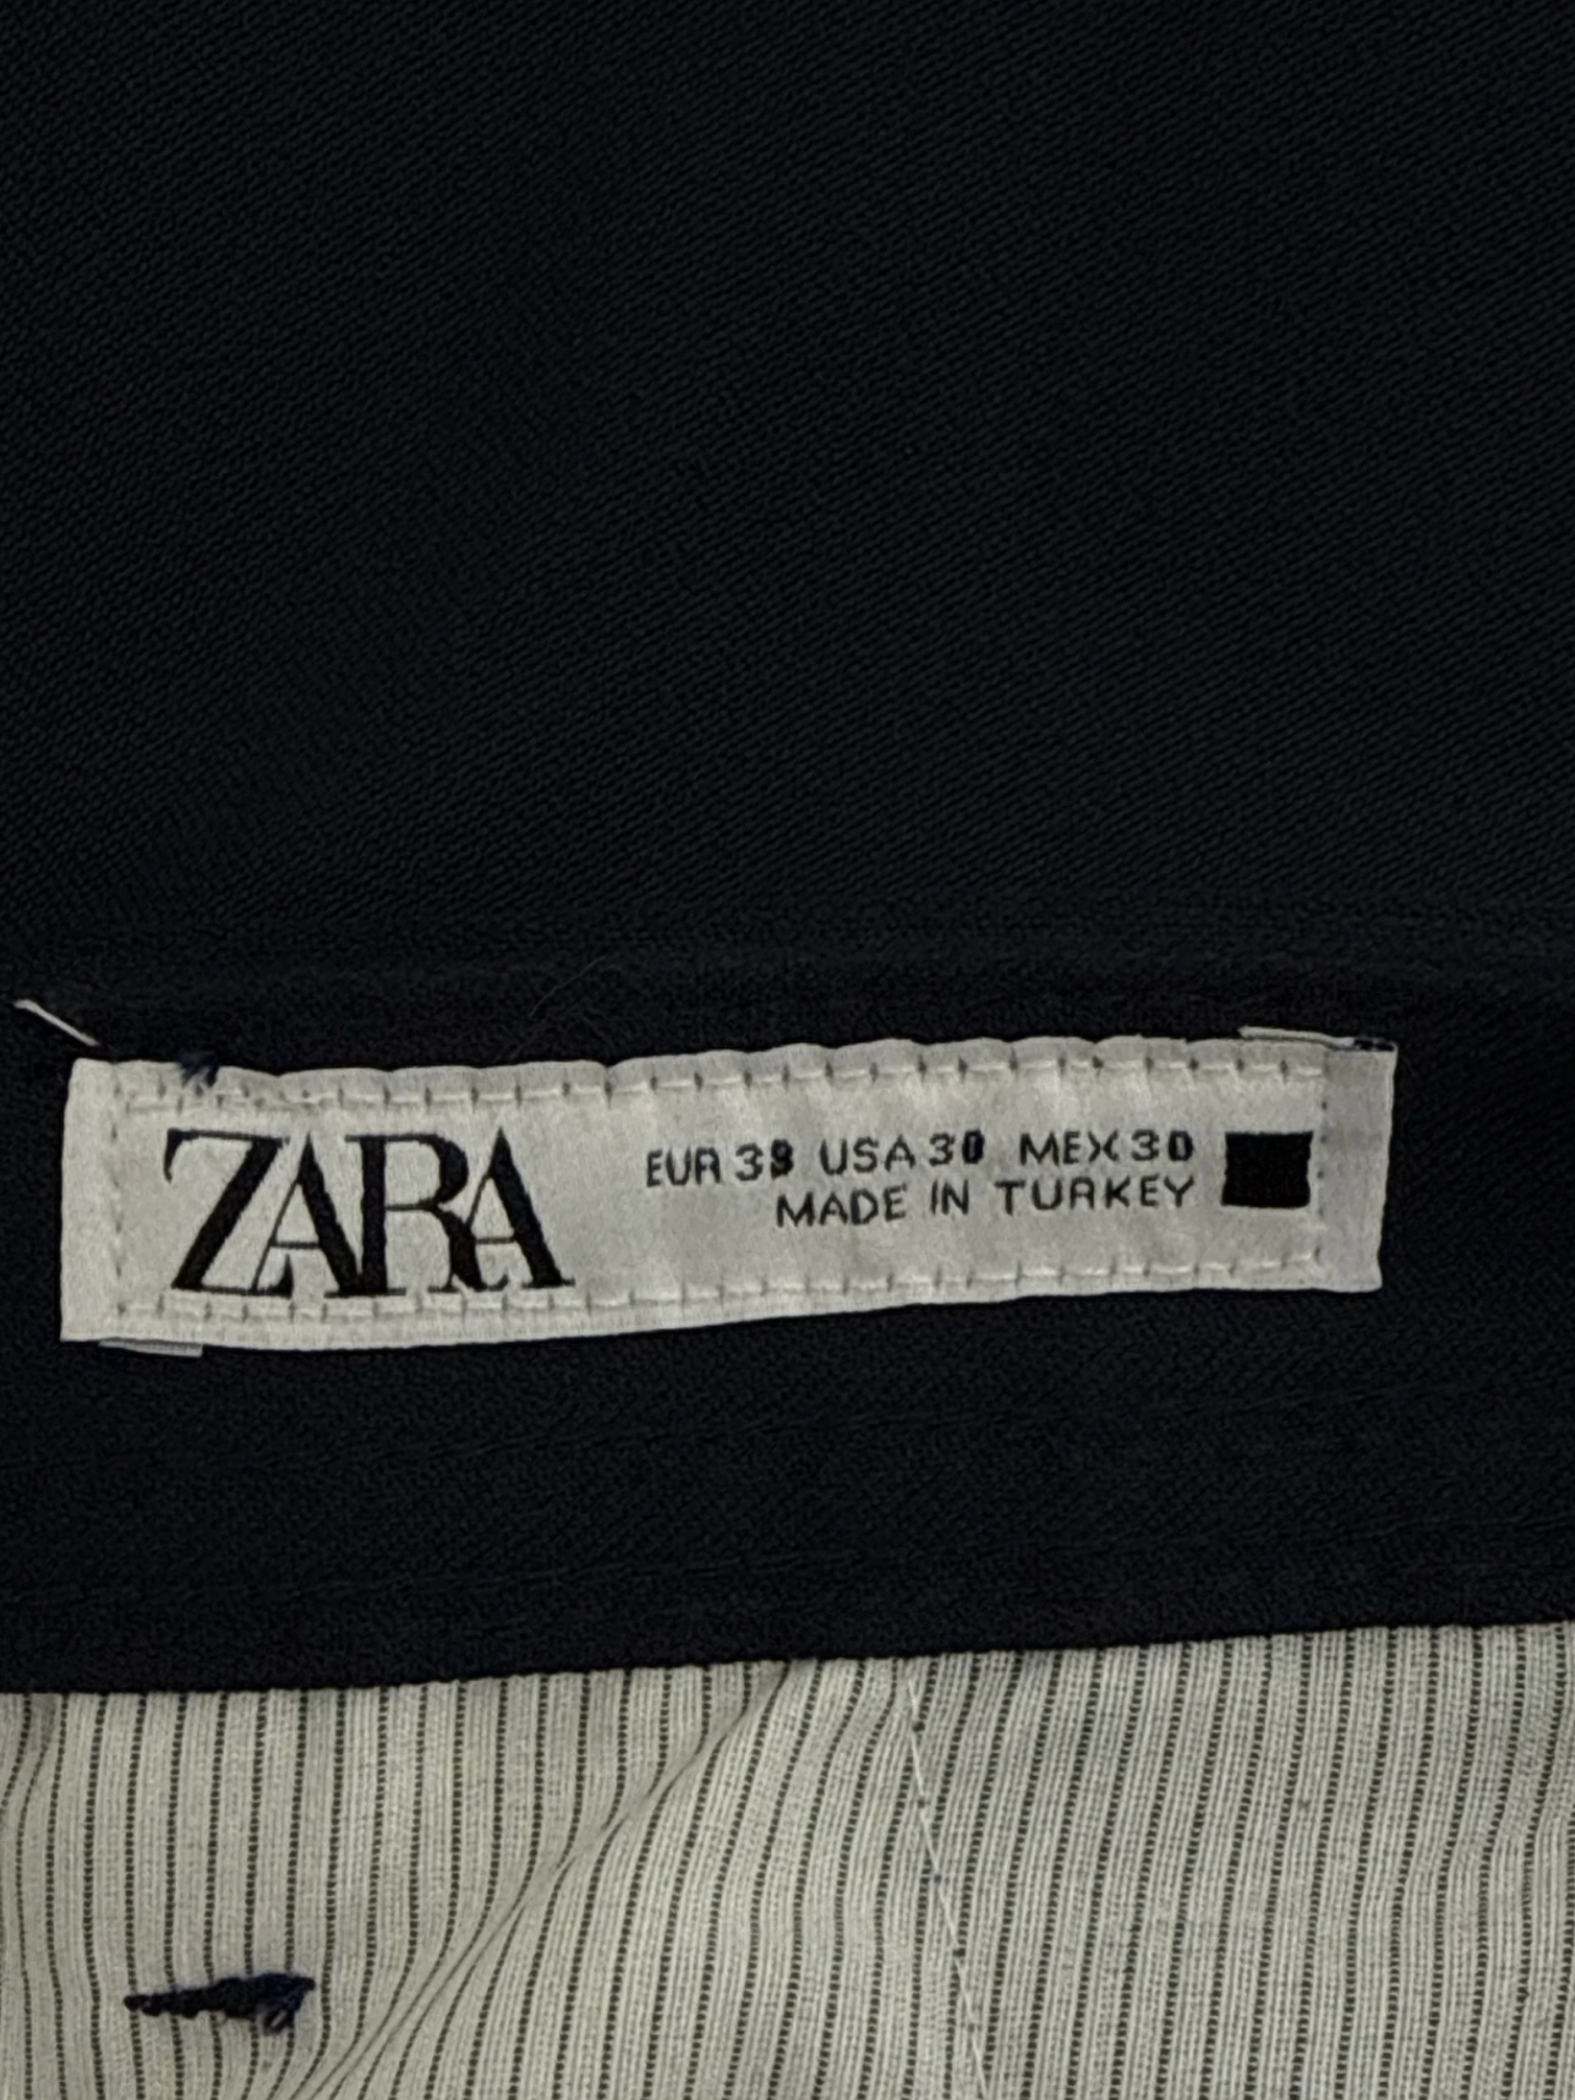 ZARA
EUR 38 USA 30 MEX 30
MADE IN TURKEY